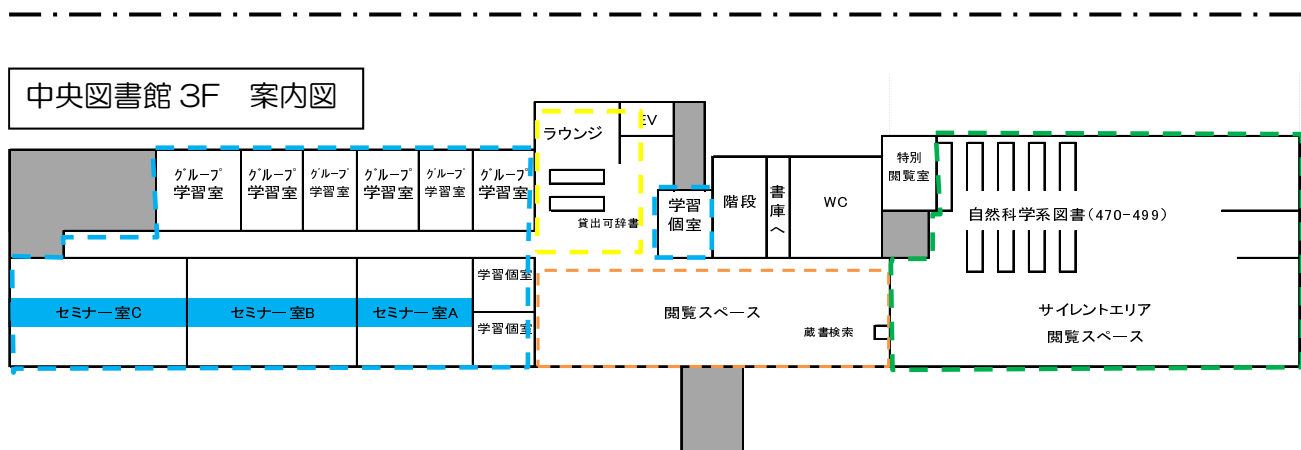 中央図書館 3F 案内図
ラウンジ
EV
グループ
学習室
グループ
学習室
グループ
学習室
グループ
学習室
グループ
学習室
グループ
学習室
貸出可辞書
学習
個室
階段
書庫へ
WC
特別
閲覧室
自然科学系図書(470-499)
学習個室
セミナー室C
セミナー室B
セミナー室A
学習個室
閲覧スペース
蔵書検索
サイレントエリア
閲覧スペース